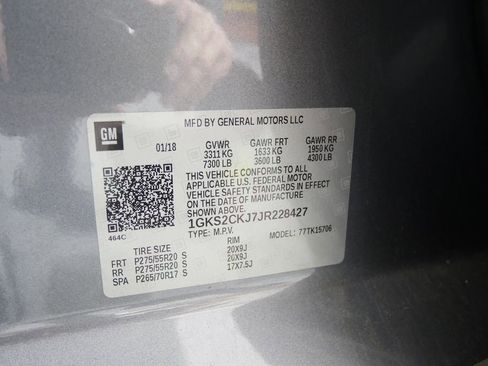 GM
MFD BY GENERAL MOTORS LLC
01/18 GVWR GAWR FRT GAWR RR
3311 KG 1633 KG 1950 KG
7300 LB 3600 LB 4300 LB
THIS VEHICLE CONFORMS TO ALL
APPLICABLE U.S. FEDERAL MOTOR
VEHICLE SAFETY STANDARDS IN EFFECT
ON THE DATE OF MANUFACTURE
SHOWN ABOVE.
1GKS2CKJ7JR228427
464C TYPE: M.P.V. MODEL: 77TK15706
TIRE SIZE RIM
FRT P275/55R20 S 20X9J
RR P275/55R20 S 20X9J
SPA P265/70R17 S 17X7.5J